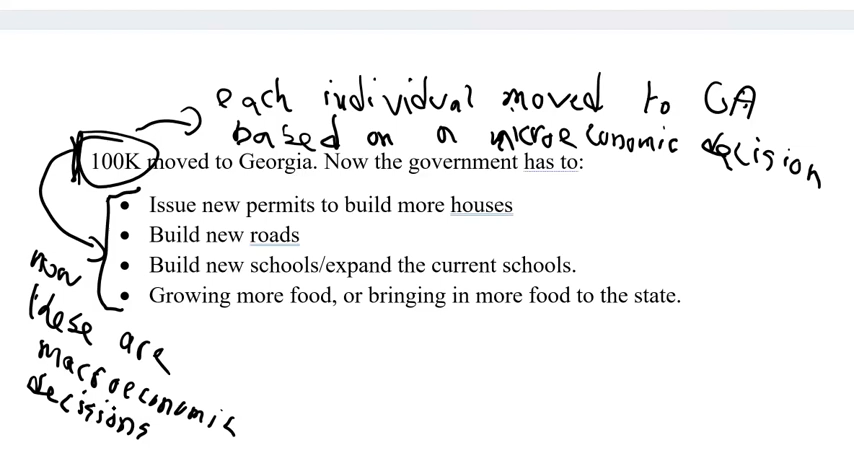 each individual moved to GA
based on a microeconomic decision
100K moved to Georgia. Now the government has to:
• Issue new permits to build more houses
• Build new roads
• Build new schools/expand the current schools.
• Growing more food, or bringing in more food to the state.
now
these are
macroeconomic
decisions